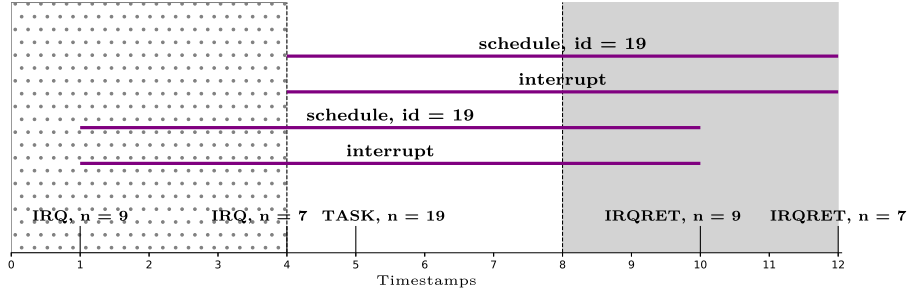 schedule, id = 19
interrupt
schedule, id = 19
interrupt
IRQ, n = 9 IRQ, n = 7 TASK, n = 19 IRQRET, n = 9 IRQRET, n = 7
0 1 2 3 4 5 6 7 8 9 10 11 12
Timestamps